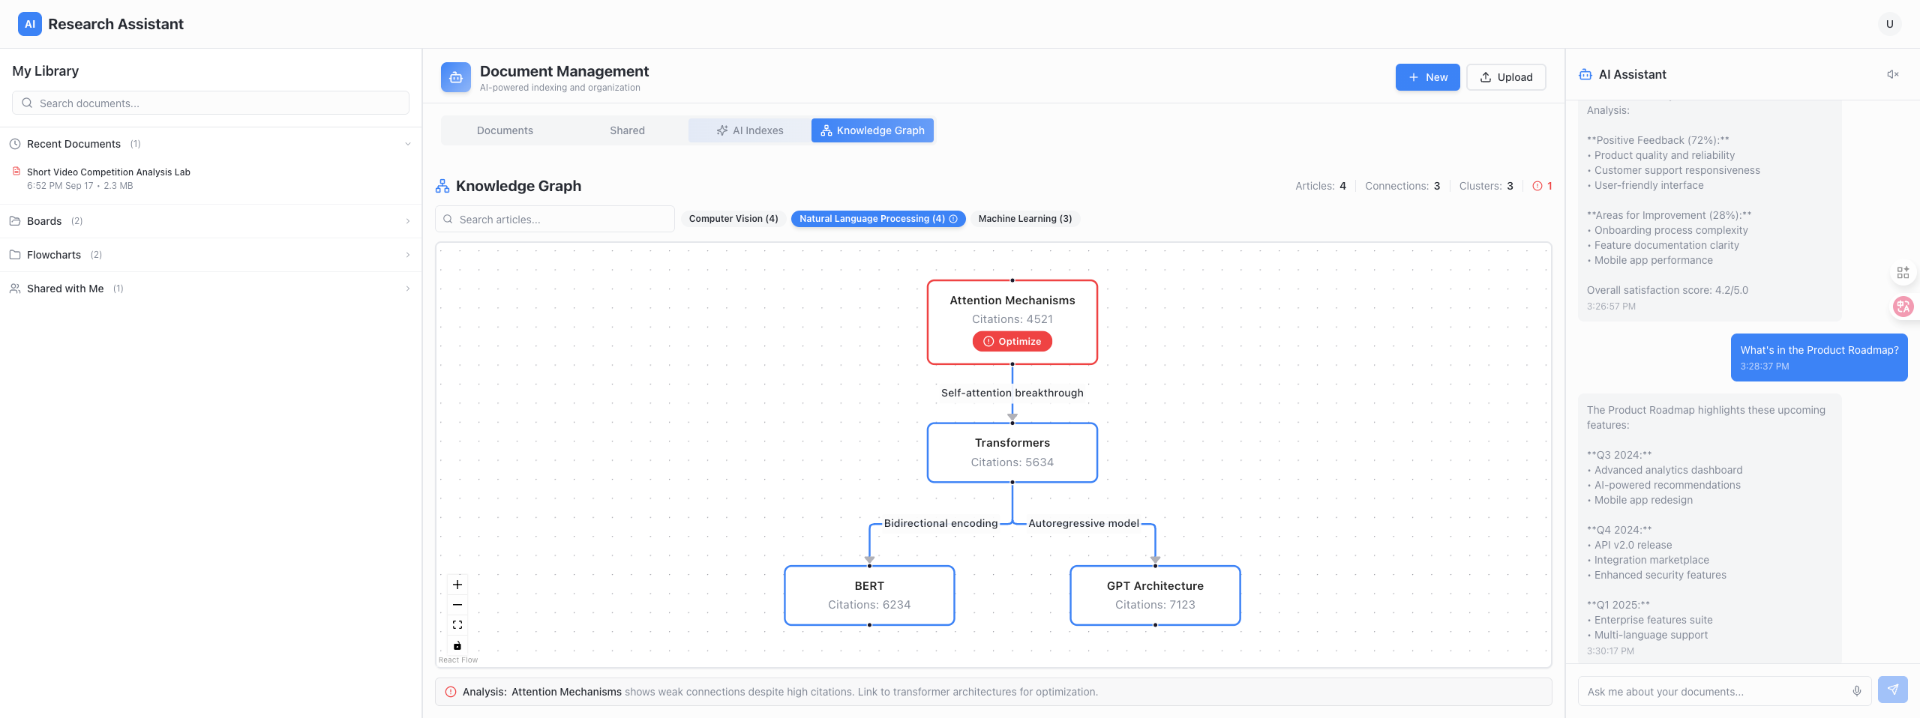 AI Research Assistant
U
My Library
Search documents...
Recent Documents (1)
Short Video Competition Analysis Lab
6:52 PM Sep 17 • 2.3 MB
Boards (2)
Flowcharts (2)
Shared with Me (1)
Document Management
AI-powered indexing and organization
New
Upload
Documents
Shared
AI Indexes
Knowledge Graph
Knowledge Graph
Articles: 4
Connections: 3
Clusters: 3
1
Search articles...
Computer Vision (4)
Natural Language Processing (4)
Machine Learning (3)
Attention Mechanisms
Citations: 4521
Optimize
Self-attention breakthrough
Transformers
Citations: 5634
Bidirectional encoding
Autoregressive model
BERT
Citations: 6234
GPT Architecture
Citations: 7123
React Flow
Analysis: Attention Mechanisms shows weak connections despite high citations. Link to transformer architectures for optimization.
AI Assistant
Analysis:
**Positive Feedback (72%):**
• Product quality and reliability
• Customer support responsiveness
• User-friendly interface
**Areas for Improvement (28%):**
• Onboarding process complexity
• Feature documentation clarity
• Mobile app performance
Overall satisfaction score: 4.2/5.0
3:26:57 PM
What's in the Product Roadmap?
3:28:37 PM
The Product Roadmap highlights these upcoming
features:
**Q3 2024:**
• Advanced analytics dashboard
• AI-powered recommendations
• Mobile app redesign
**Q4 2024:**
• API v2.0 release
• Integration marketplace
• Enhanced security features
**Q1 2025:**
• Enterprise features suite
• Multi-language support
3:30:17 PM
Ask me about your documents...